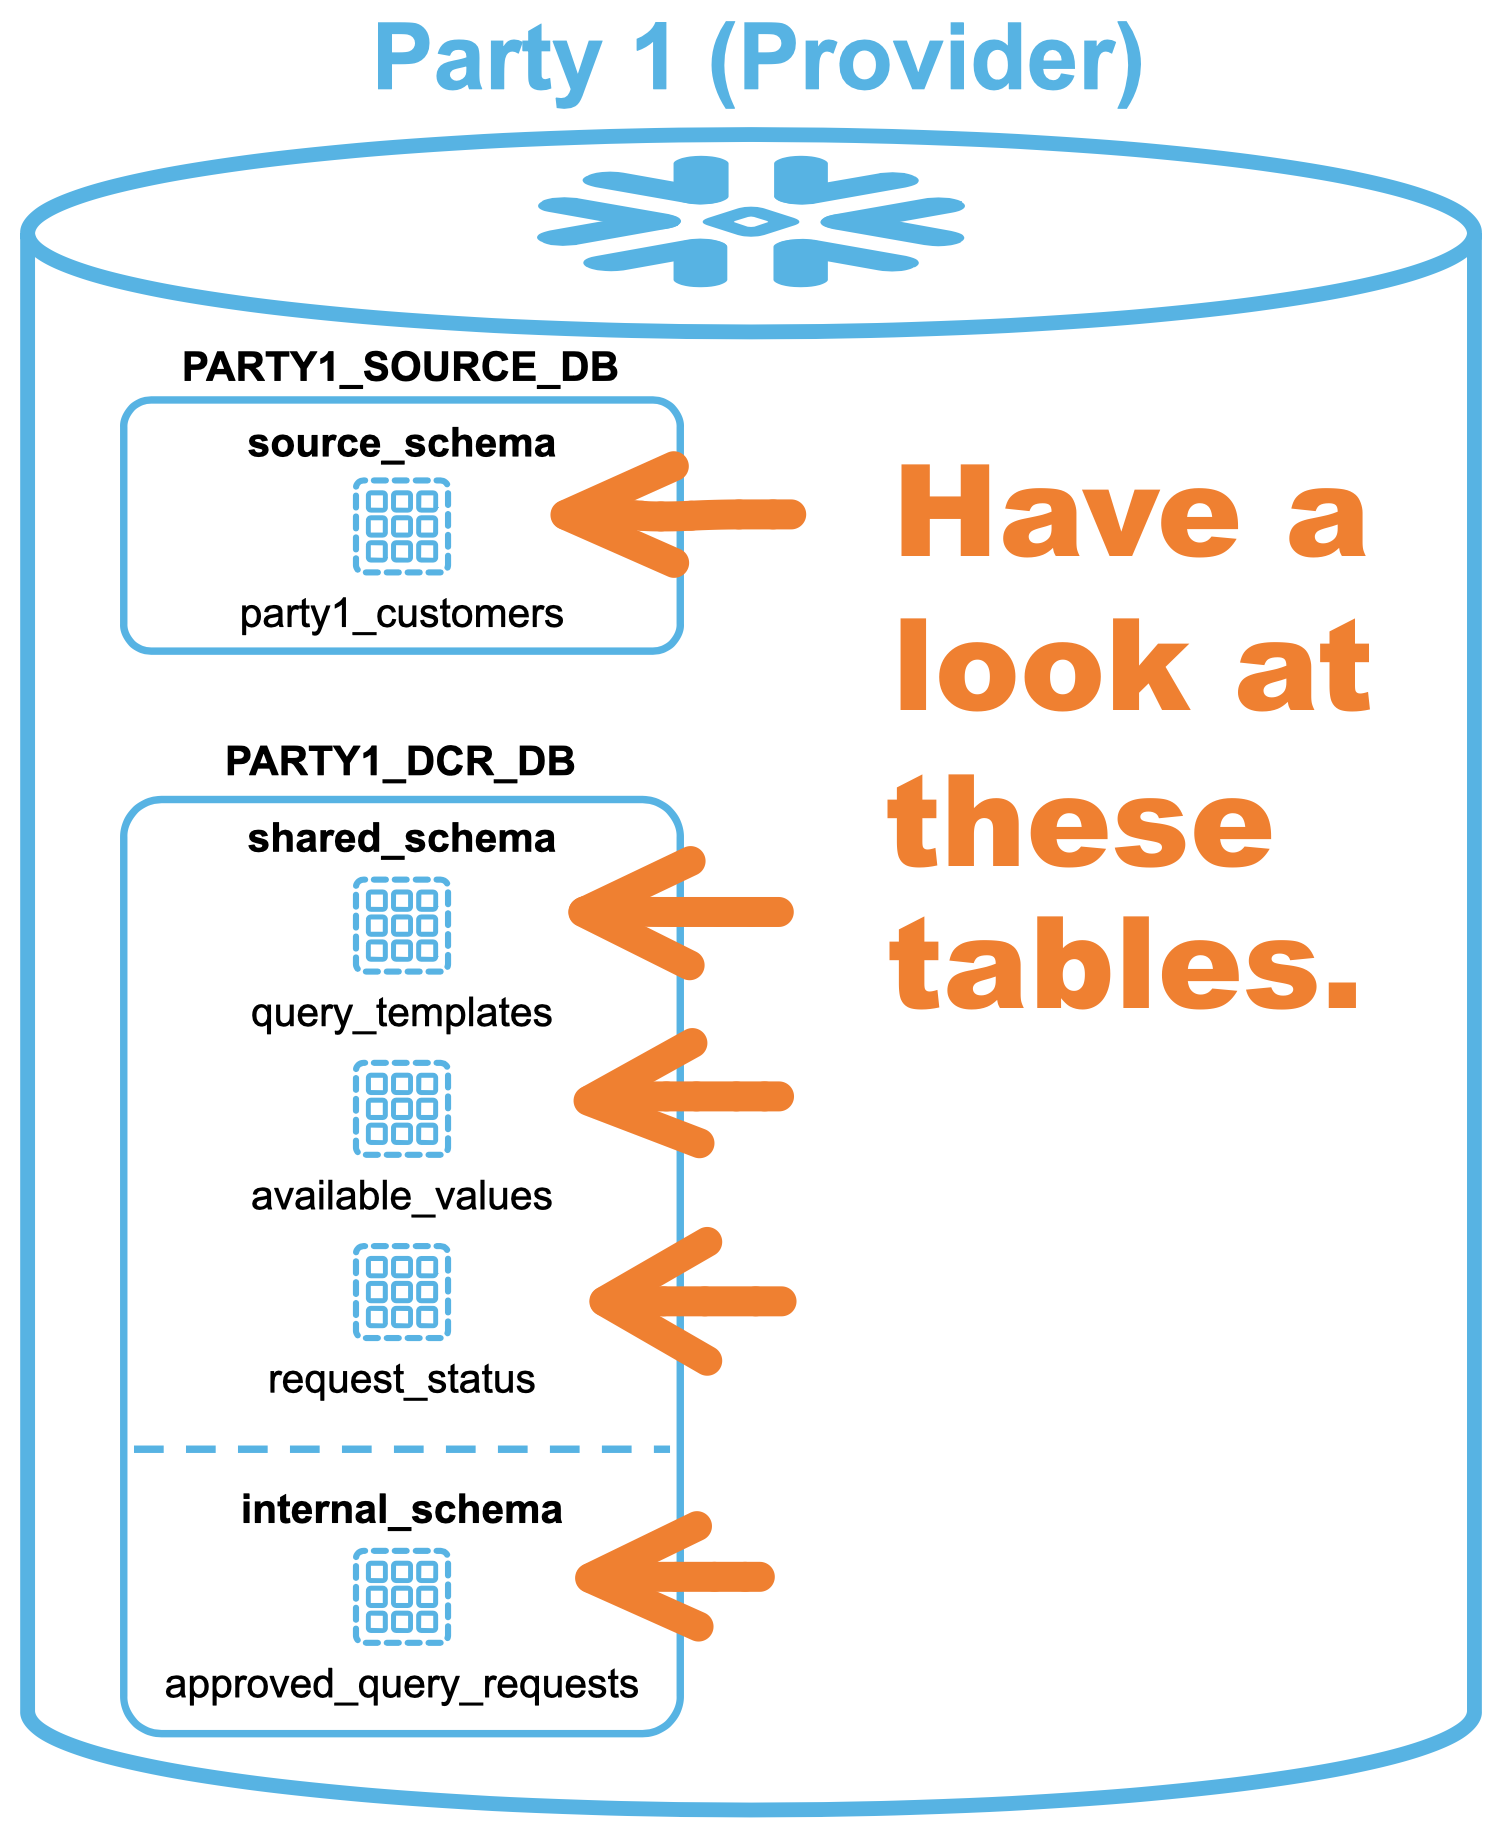 Party 1 (Provider)
PARTY1_SOURCE_DB
source_schema
party1_customers
Have a
look at
these
tables.
PARTY1_DCR_DB
shared_schema
query_templates
available_values
request_status
internal_schema
approved_query_requests